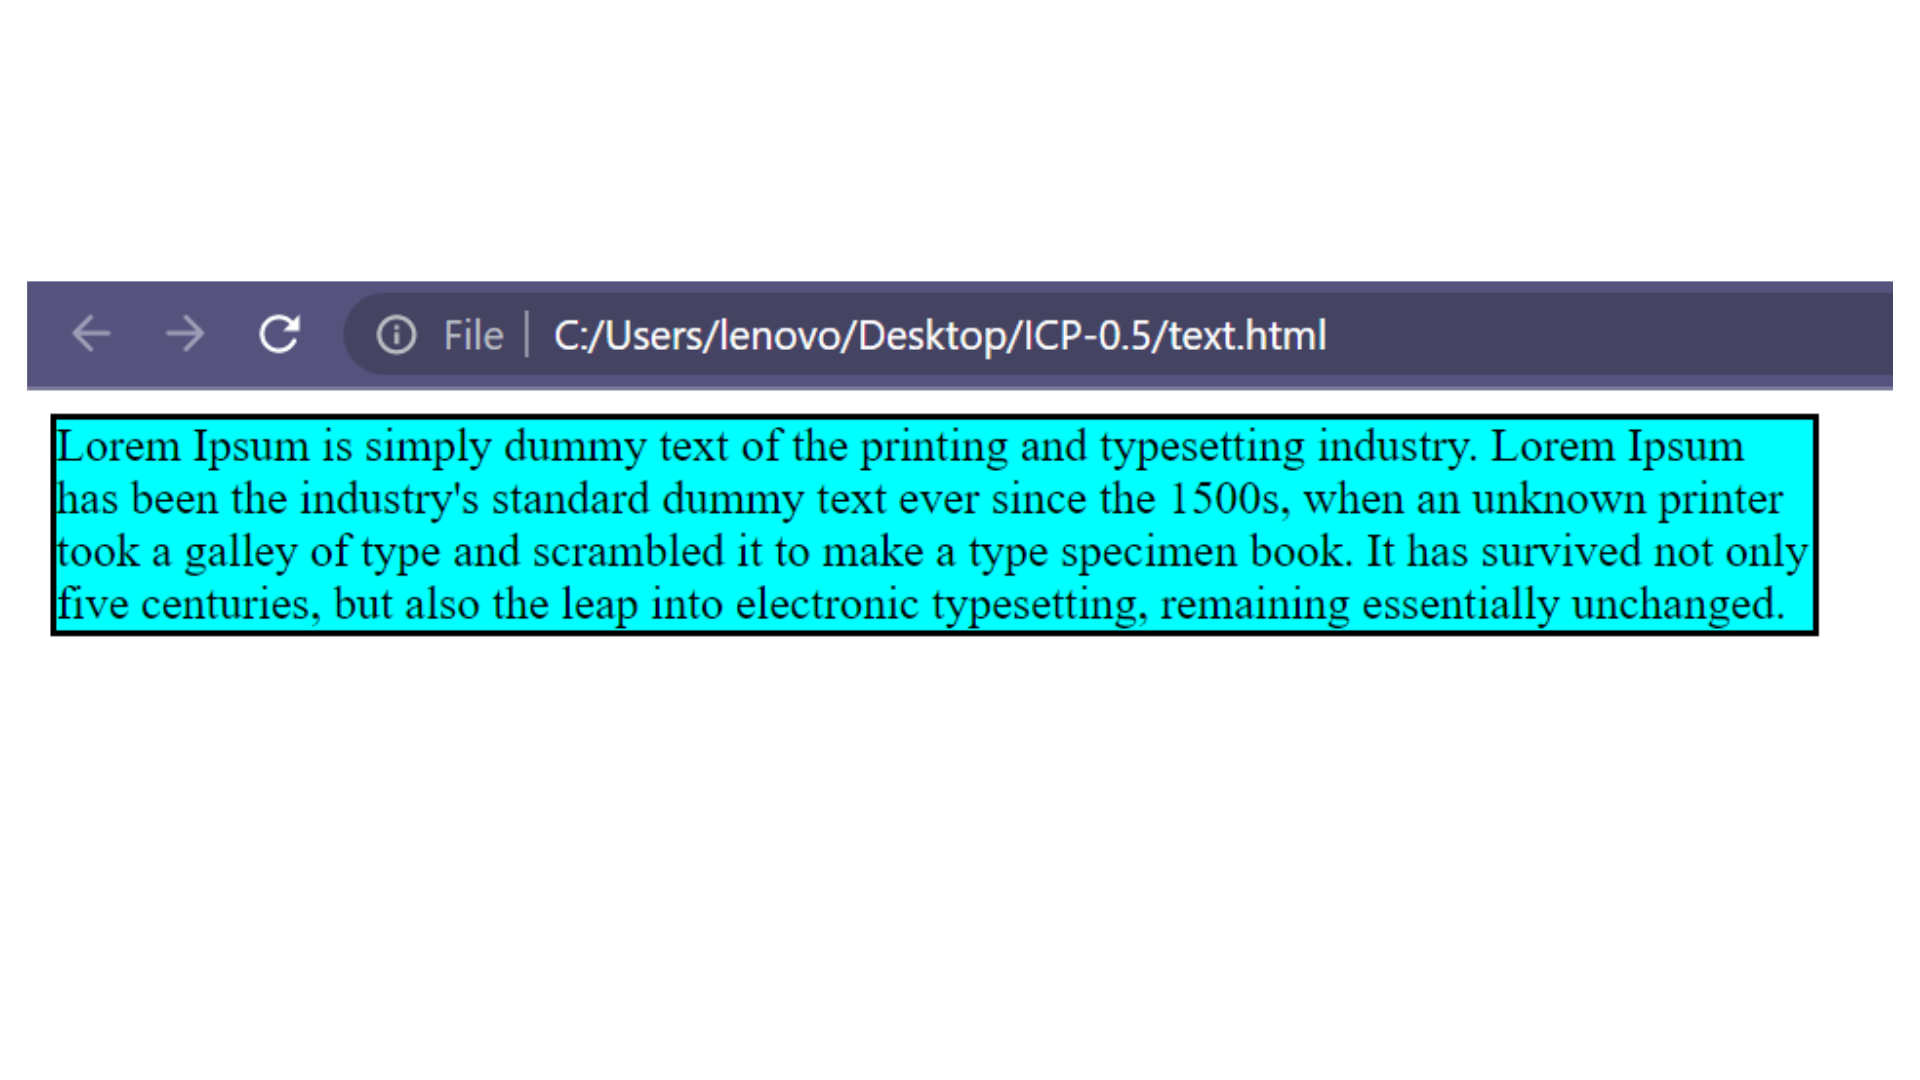 File | C:/Users/lenovo/Desktop/ICP-0.5/text.html
Lorem Ipsum is simply dummy text of the printing and typesetting industry. Lorem Ipsum
has been the industry's standard dummy text ever since the 1500s, when an unknown printer
took a galley of type and scrambled it to make a type specimen book. It has survived not only
five centuries, but also the leap into electronic typesetting, remaining essentially unchanged.